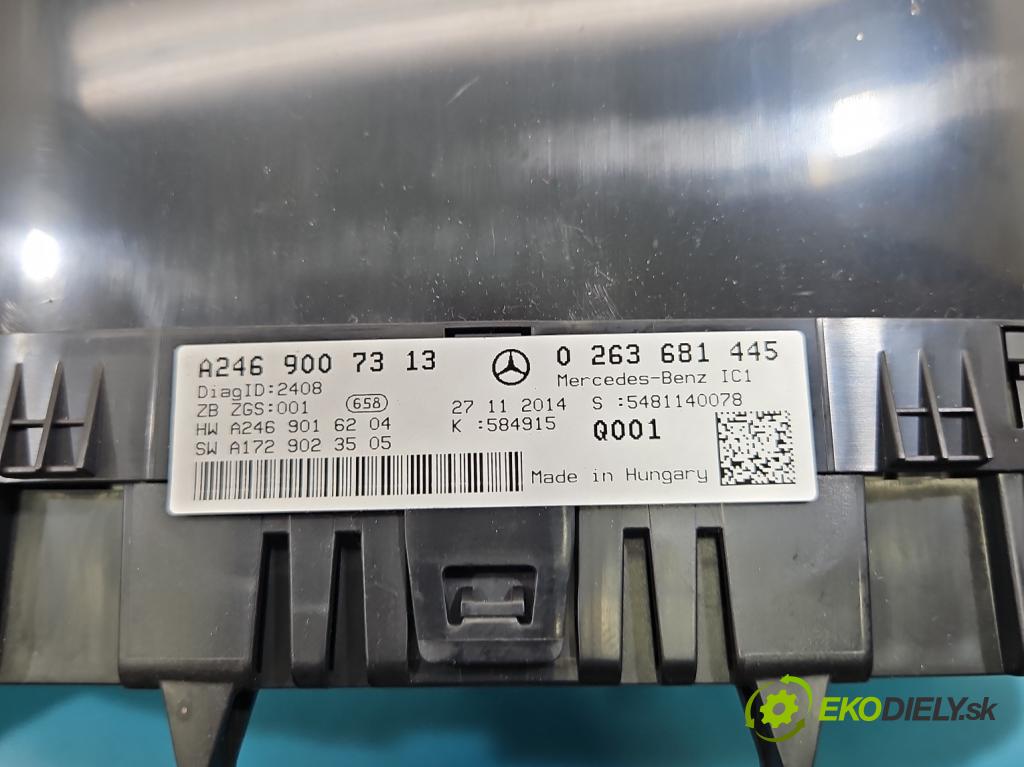 A246 900 73 13 0 263 681 445
DiagID:2408 Mercedes-Benz IC1
ZB ZGS:001 658 27 11 2014 S :5481140078
HW A246 901 62 04 K :584915 Q001
SW A172 902 35 05
Made in Hungary
EKODIELY.sk